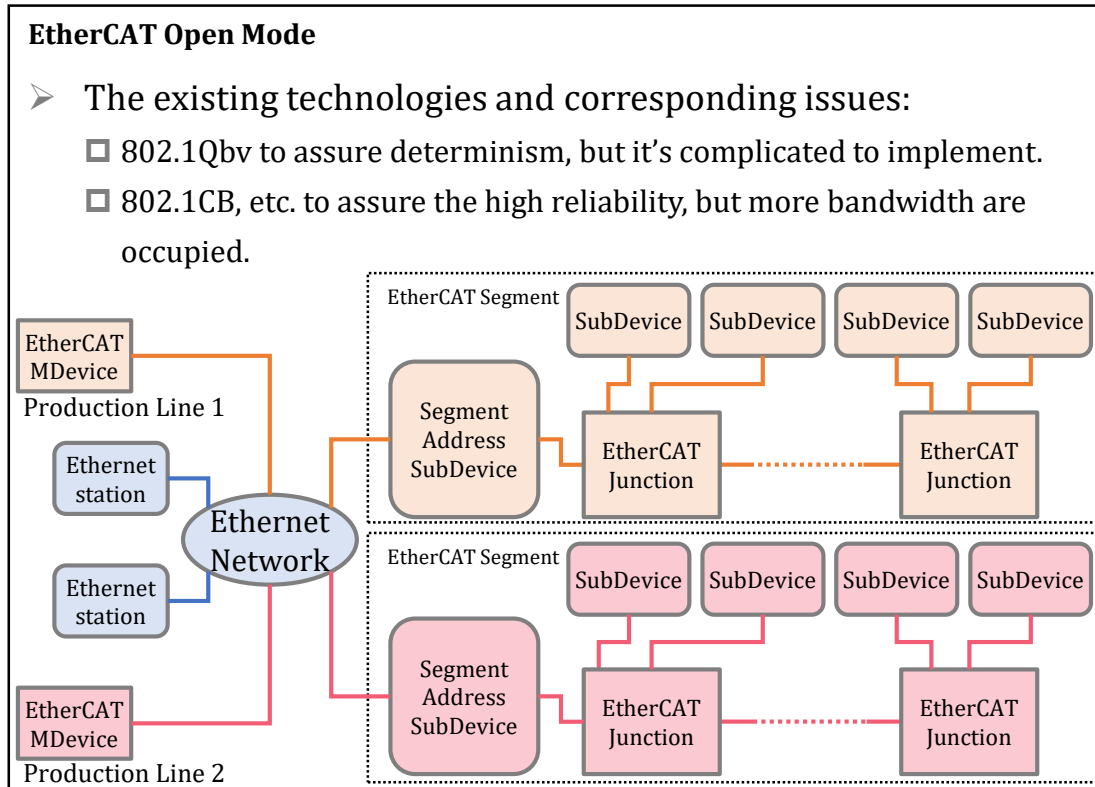 EtherCAT Open Mode
➢ The existing technologies and corresponding issues:
802.1Qbv to assure determinism, but it's complicated to implement.
802.1CB, etc. to assure the high reliability, but more bandwidth are
occupied.
EtherCAT
MDevice
Production Line 1
Ethernet
station
Ethernet
Network
Ethernet
station
EtherCAT
MDevice
Production Line 2
EtherCAT Segment
SubDevice
SubDevice
SubDevice
SubDevice
Segment
Address
SubDevice
EtherCAT
Junction
EtherCAT
Junction
EtherCAT Segment
SubDevice
SubDevice
SubDevice
SubDevice
Segment
Address
SubDevice
EtherCAT
Junction
EtherCAT
Junction